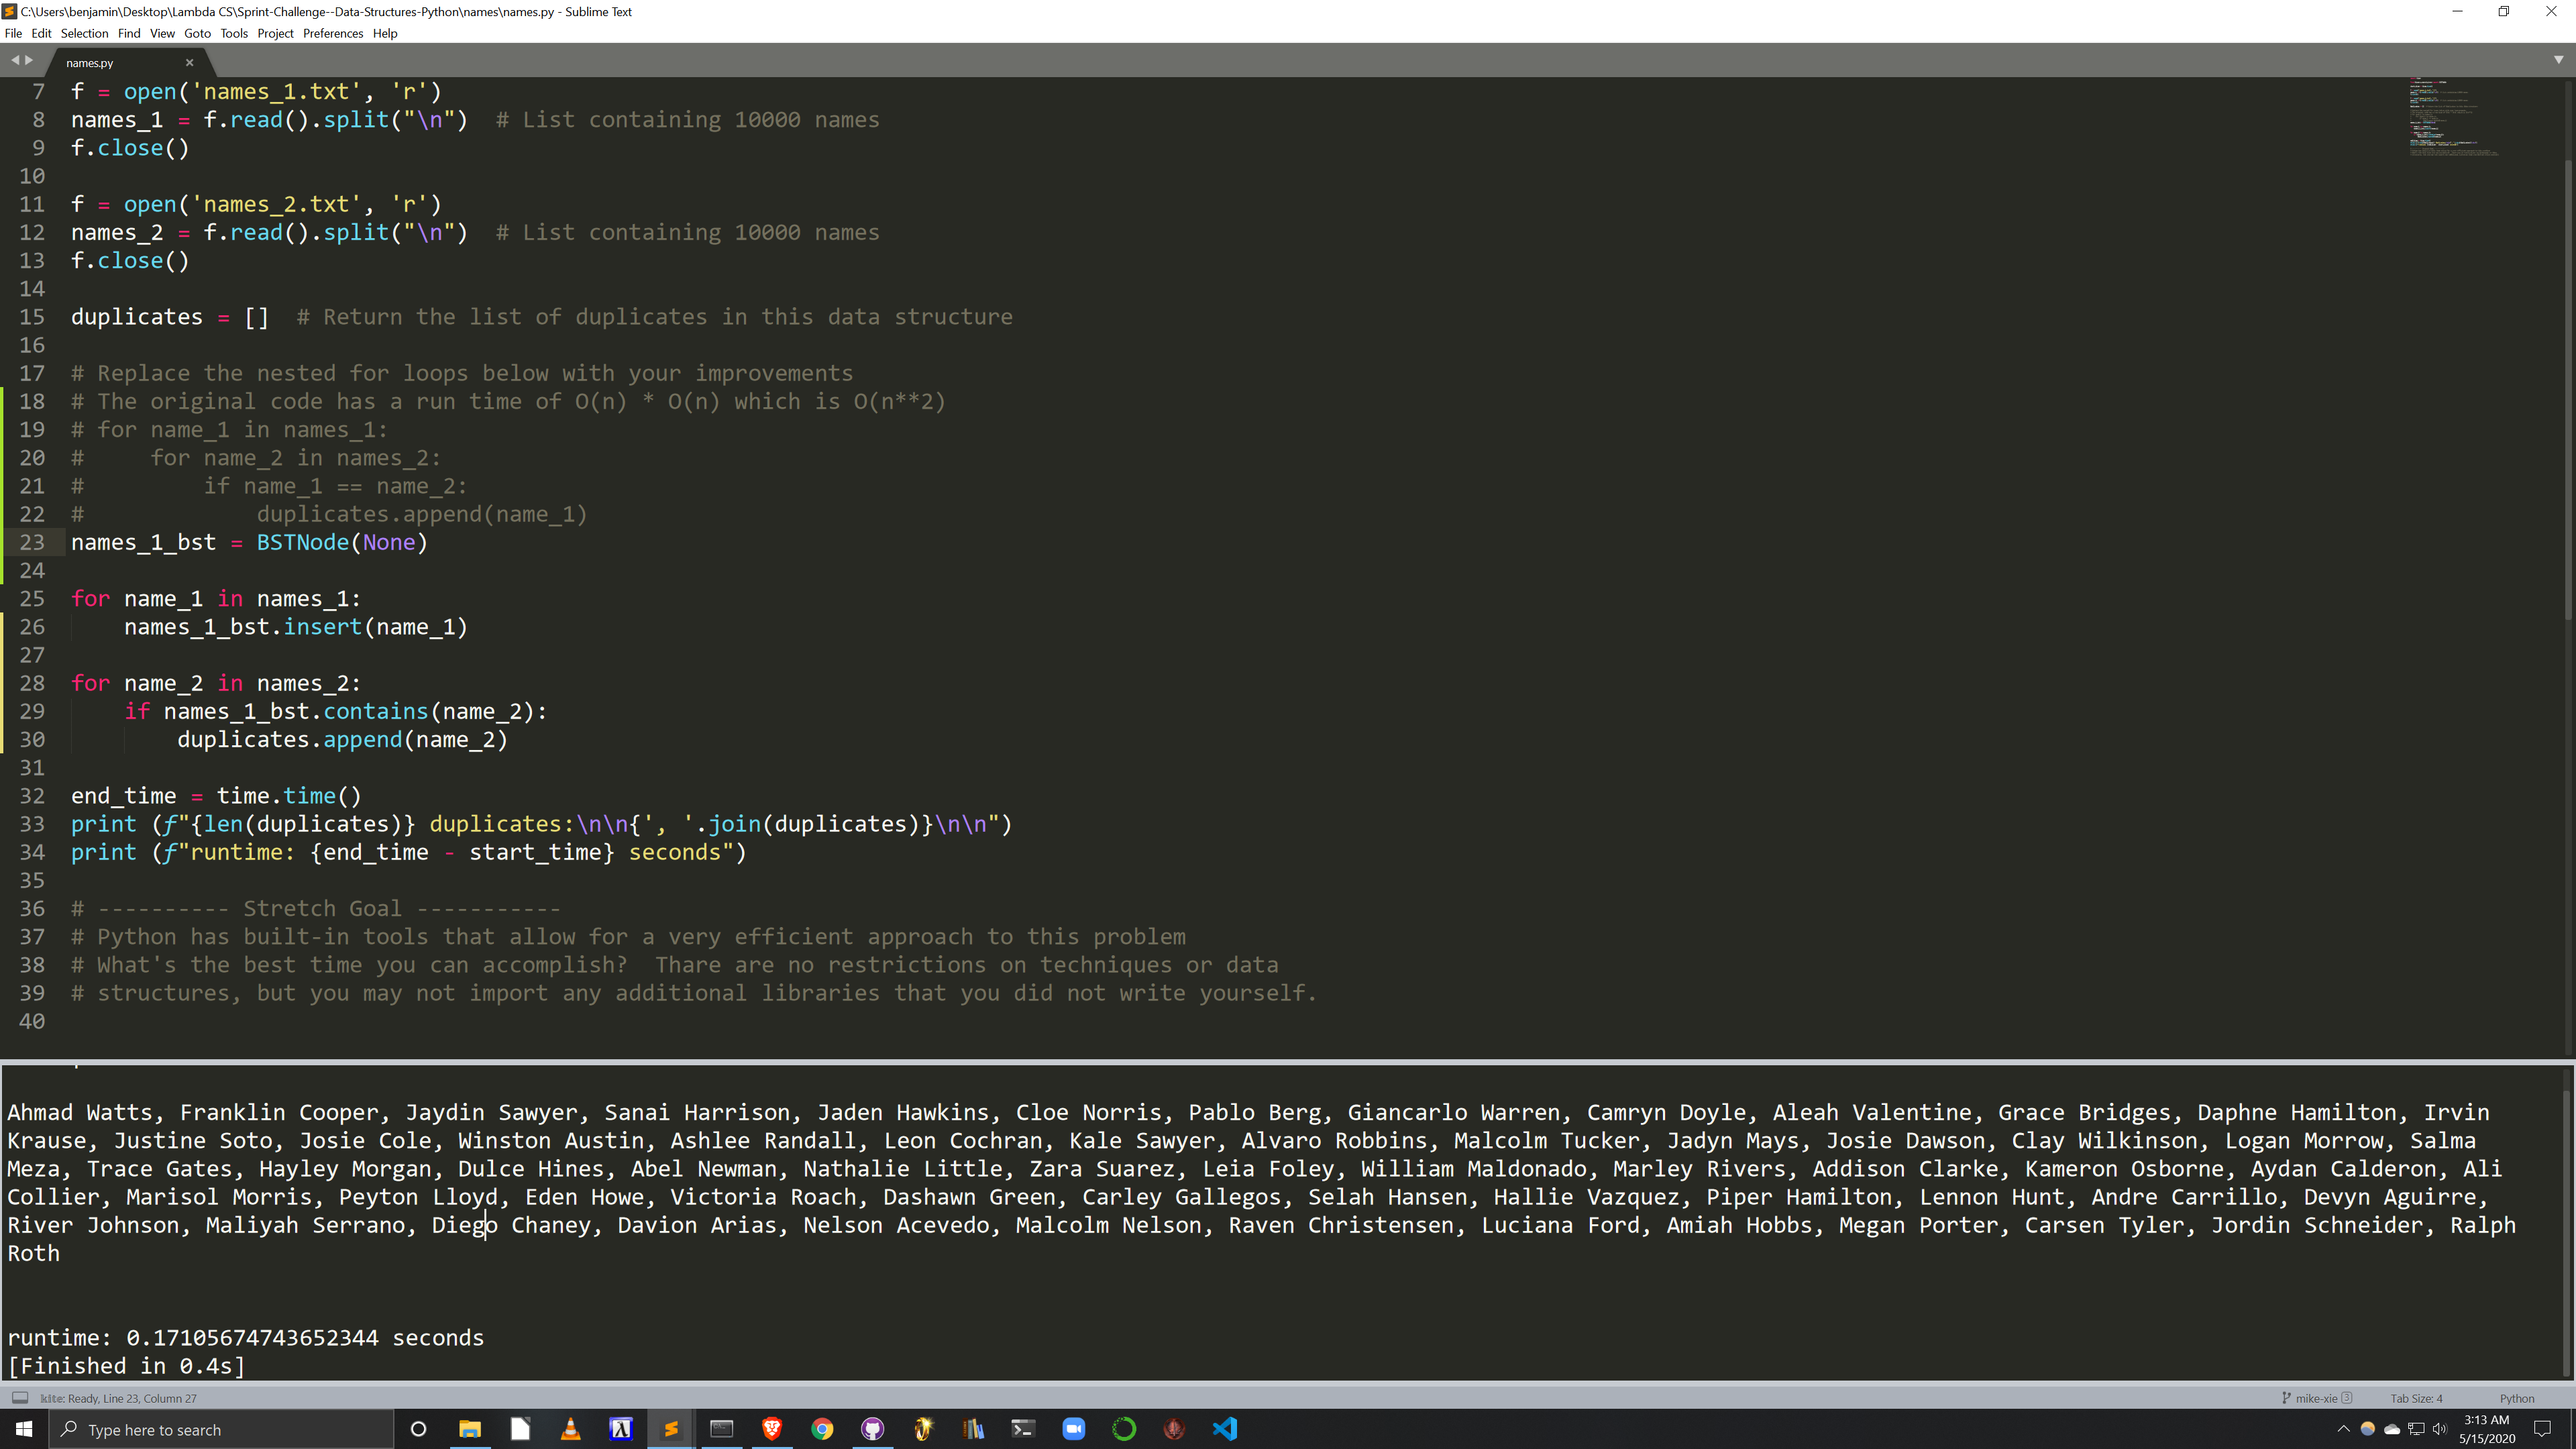 C:\Users\benjamin\Desktop\Lambda CS\Sprint-Challenge--Data-Structures-Python\names\names.py - Sublime Text
File Edit Selection Find View Goto Tools Project Preferences Help
names.py
7 f = open('names_1.txt', 'r')
8 names_1 = f.read().split("\n")  # List containing 10000 names
9 f.close()
10
11 f = open('names_2.txt', 'r')
12 names_2 = f.read().split("\n")  # List containing 10000 names
13 f.close()
14
15 duplicates = []  # Return the list of duplicates in this data structure
16
17 # Replace the nested for loops below with your improvements
18 # The original code has a run time of O(n) * O(n) which is O(n**2)
19 # for name_1 in names_1:
20 #     for name_2 in names_2:
21 #         if name_1 == name_2:
22 #             duplicates.append(name_1)
23 names_1_bst = BSTNode(None)
24
25 for name_1 in names_1:
26     names_1_bst.insert(name_1)
27
28 for name_2 in names_2:
29     if names_1_bst.contains(name_2):
30         duplicates.append(name_2)
31
32 end_time = time.time()
33 print (f"{len(duplicates)} duplicates:\n\n{', '.join(duplicates)}\n\n")
34 print (f"runtime: {end_time - start_time} seconds")
35
36 # ---------- Stretch Goal -----------
37 # Python has built-in tools that allow for a very efficient approach to this problem
38 # What's the best time you can accomplish?  Thare are no restrictions on techniques or data
39 # structures, but you may not import any additional libraries that you did not write yourself.
40
Ahmad Watts, Franklin Cooper, Jaydin Sawyer, Sanai Harrison, Jaden Hawkins, Cloe Norris, Pablo Berg, Giancarlo Warren, Camryn Doyle, Aleah Valentine, Grace Bridges, Daphne Hamilton, Irvin
Krause, Justine Soto, Josie Cole, Winston Austin, Ashlee Randall, Leon Cochran, Kale Sawyer, Alvaro Robbins, Malcolm Tucker, Jadyn Mays, Josie Dawson, Clay Wilkinson, Logan Morrow, Salma
Meza, Trace Gates, Hayley Morgan, Dulce Hines, Abel Newman, Nathalie Little, Zara Suarez, Leia Foley, William Maldonado, Marley Rivers, Addison Clarke, Kameron Osborne, Aydan Calderon, Ali
Collier, Marisol Morris, Peyton Lloyd, Eden Howe, Victoria Roach, Dashawn Green, Carley Gallegos, Selah Hansen, Hallie Vazquez, Piper Hamilton, Lennon Hunt, Andre Carrillo, Devyn Aguirre,
River Johnson, Maliyah Serrano, Diego Chaney, Davion Arias, Nelson Acevedo, Malcolm Nelson, Raven Christensen, Luciana Ford, Amiah Hobbs, Megan Porter, Carsen Tyler, Jordin Schneider, Ralph
Roth
runtime: 0.17105674743652344 seconds
[Finished in 0.4s]
kite: Ready, Line 23, Column 27
mike-xie 3
Tab Size: 4
Python
Type here to search
3:13 AM
5/15/2020